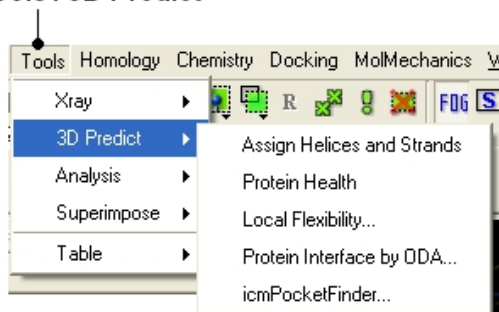 Tools Homology Chemistry Docking MolMechanics
R FOG S
Xray
3D Predict
Analysis
Superimpose
Table
Assign Helices and Strands
Protein Health
Local Flexibility...
Protein Interface by ODA...
icmPocketFinder...